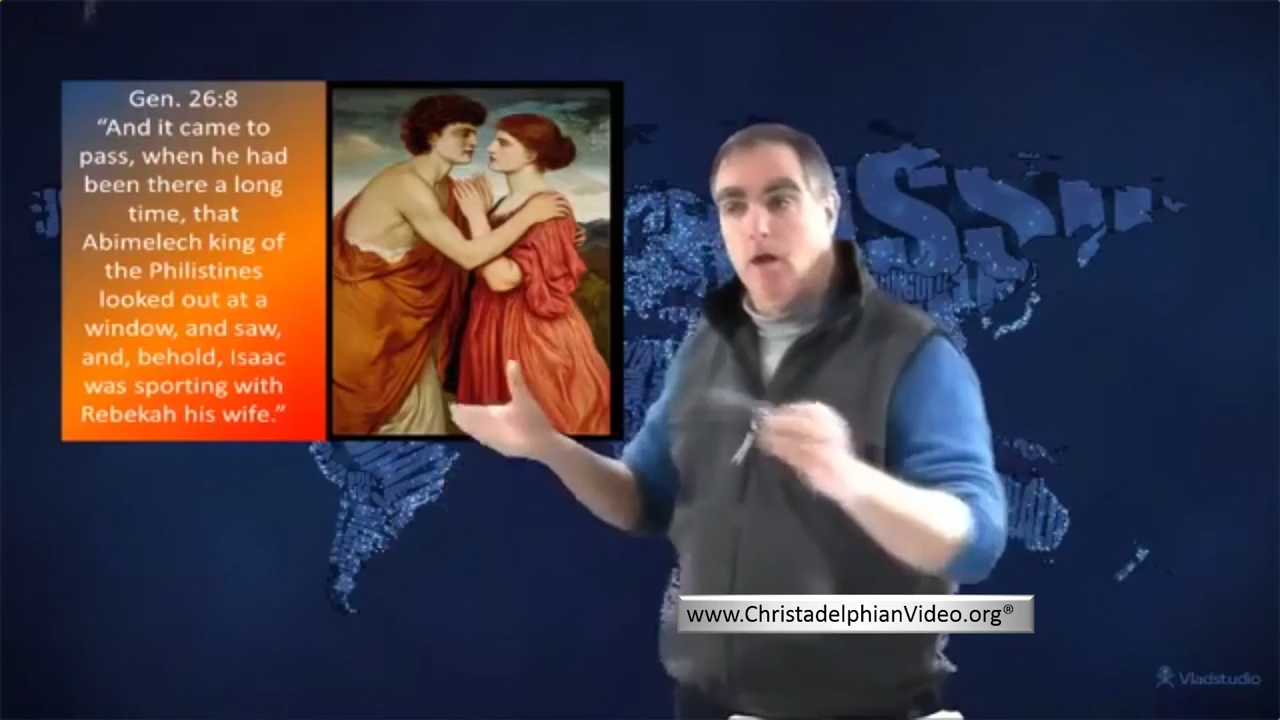 Gen. 26:8
“And it came to
pass, when he had
been there a long
time, that
Abimelech king of
the Philistines
looked out at a
window, and saw,
and, behold, Isaac
was sporting with
Rebekah his wife.”
www.ChristadelphianVideo.org®
Vladstudio